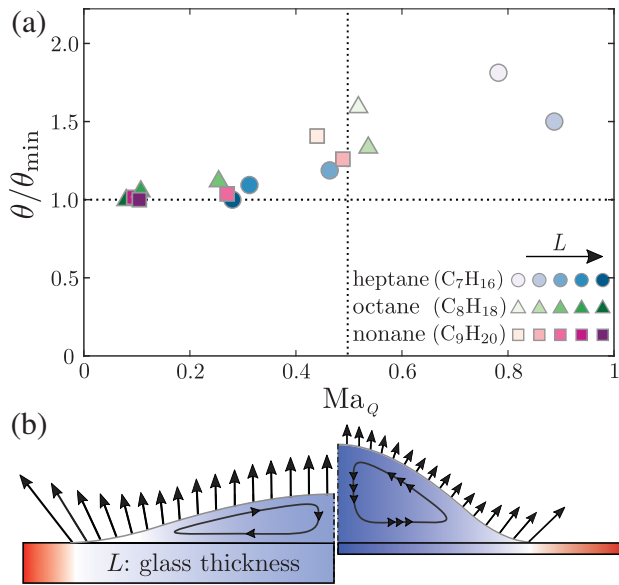 (a)
2.0
1.5
1.0
0.5
0
θ/θmin
L
heptane (C7H16)
octane (C8H18)
nonane (C9H20)
0 0.2 0.4 0.6 0.8 1
MaQ
(b)
L: glass thickness